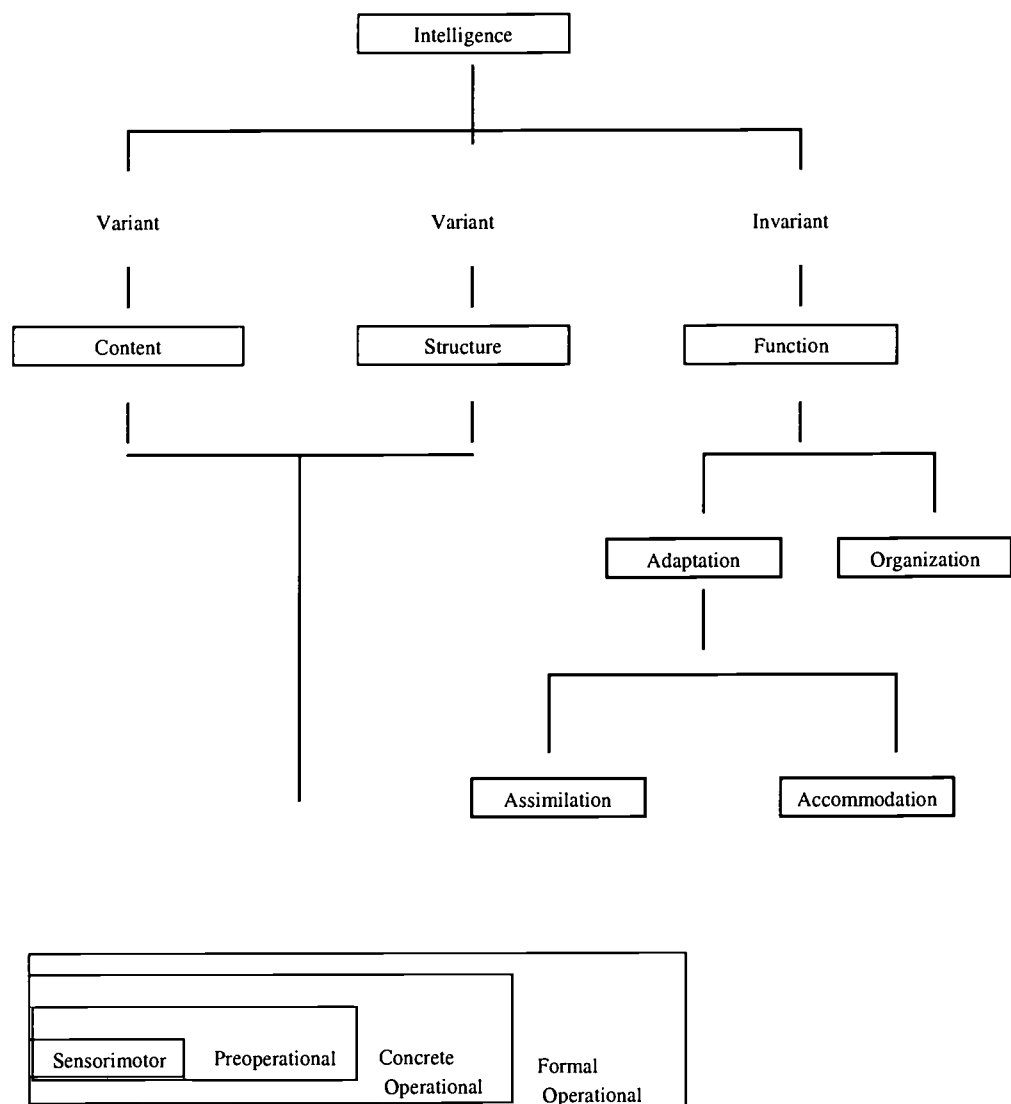 Intelligence
Variant
Variant
Invariant
Content
Structure
Function
Adaptation
Organization
Assimilation
Accommodation
Sensorimotor
Preoperational
Concrete
Operational
Formal
Operational